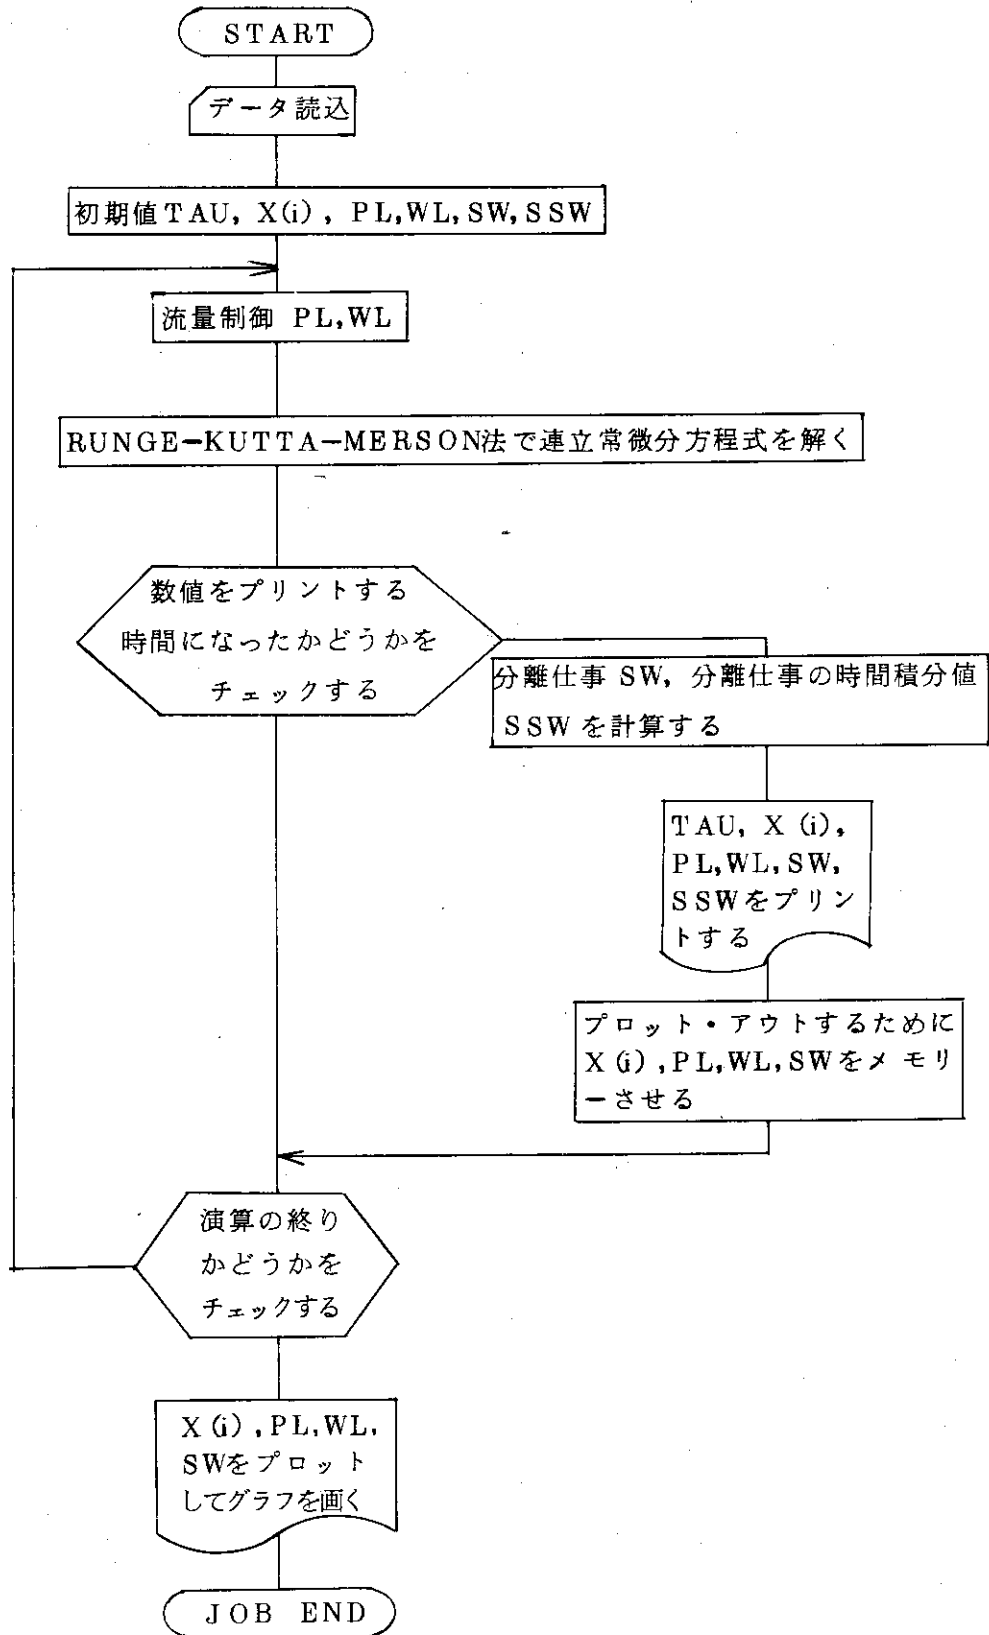 START
データ読込
初期値TAU, X(i), PL,WL,SW,SSW
流量制御 PL,WL
RUNGE-KUTTA-MERSON法で連立常微分方程式を解く
数値をプリントする
時間になったかどうかを
チェックする
分離仕事 SW, 分離仕事の時間積分値
SSWを計算する
TAU, X(i),
PL,WL,SW,
SSWをプリン
トする
プロット・アウトするために
X(i),PL,WL,SWをメモリ
ーさせる
演算の終り
かどうかを
チェックする
X(i),PL,WL,
SWをプロット
してグラフを画く
JOB END